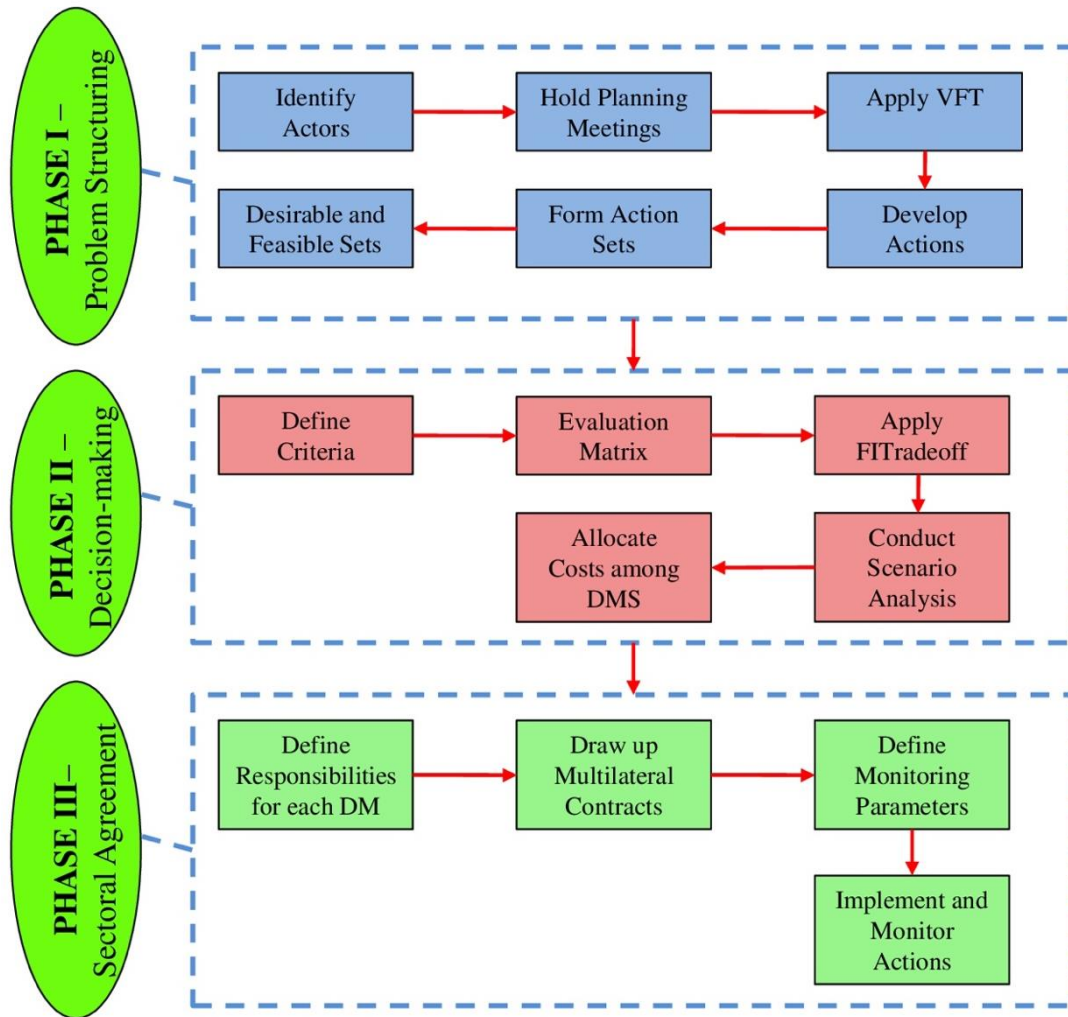 PHASE I –
Problem Structuring
Identify
Actors
Hold Planning
Meetings
Apply VFT
Develop
Actions
Form Action
Sets
Desirable and
Feasible Sets
PHASE II –
Decision-making
Define
Criteria
Evaluation
Matrix
Apply
FITradeoff
Conduct
Scenario
Analysis
Allocate
Costs among
DMS
PHASE III–
Sectoral Agreement
Define
Responsibilities
for each DM
Draw up
Multilateral
Contracts
Define
Monitoring
Parameters
Implement and
Monitor
Actions